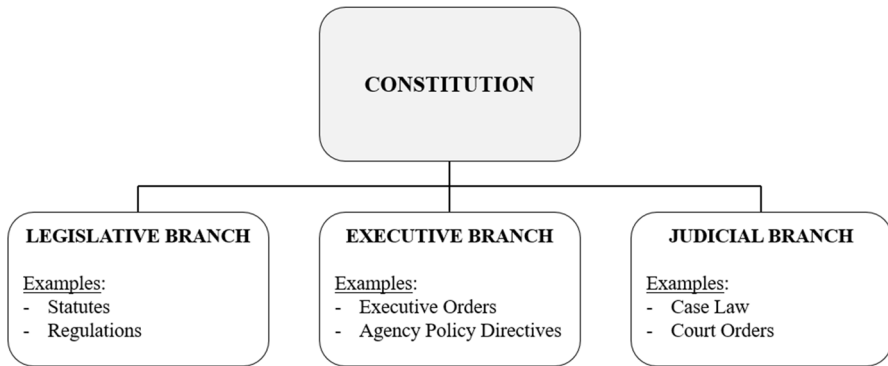 CONSTITUTION
LEGISLATIVE BRANCH
Examples:
- Statutes
- Regulations
EXECUTIVE BRANCH
Examples:
- Executive Orders
- Agency Policy Directives
JUDICIAL BRANCH
Examples:
- Case Law
- Court Orders